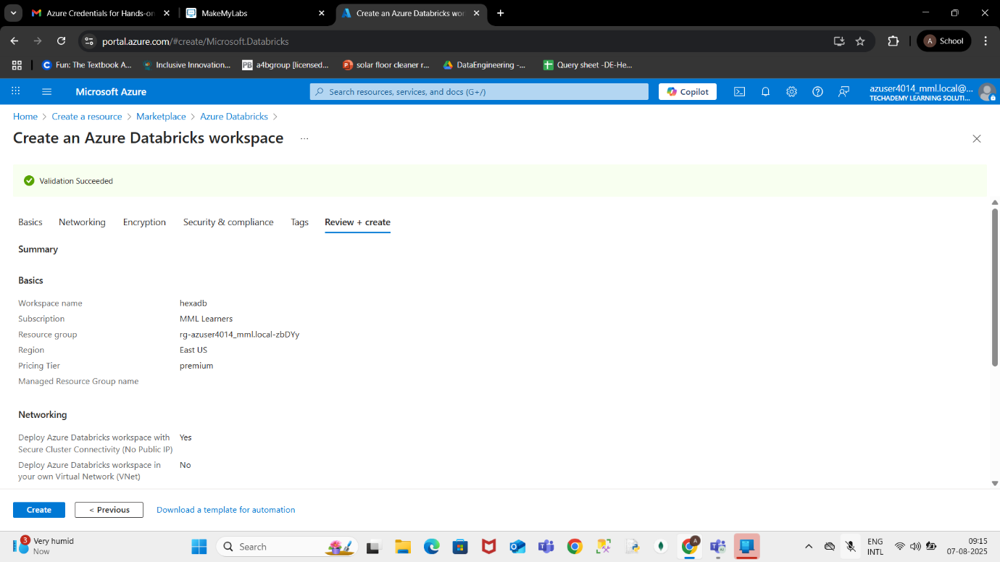 Azure Credentials for Hands-on
MakeMyLabs
Create an Azure Databricks wor
portal.azure.com/#create/Microsoft.Databricks
A School
Fun: The Textbook A...
Inclusive Innovation...
PB a4bgroup [licensed...
solar floor cleaner r...
DataEngineering -...
Query sheet -DE-He...
Microsoft Azure
Search resources, services, and docs (G+/)
Copilot
azuser4014_mml.local@...
TECHADEMY LEARNING SOLUTI...
Home > Create a resource > Marketplace > Azure Databricks >
Create an Azure Databricks workspace ...
Validation Succeeded
Basics Networking Encryption Security & compliance Tags Review + create
Summary
Basics
Workspace name hexadb
Subscription MML Learners
Resource group rg-azuser4014_mml.local-zbDYy
Region East US
Pricing Tier premium
Managed Resource Group name
Networking
Deploy Azure Databricks workspace with Yes
Secure Cluster Connectivity (No Public IP)
Deploy Azure Databricks workspace in No
your own Virtual Network (VNet)
Create
< Previous
Download a template for automation
3
Very humid
Now
Search
A
ENG
INTL
09:15
07-08-2025